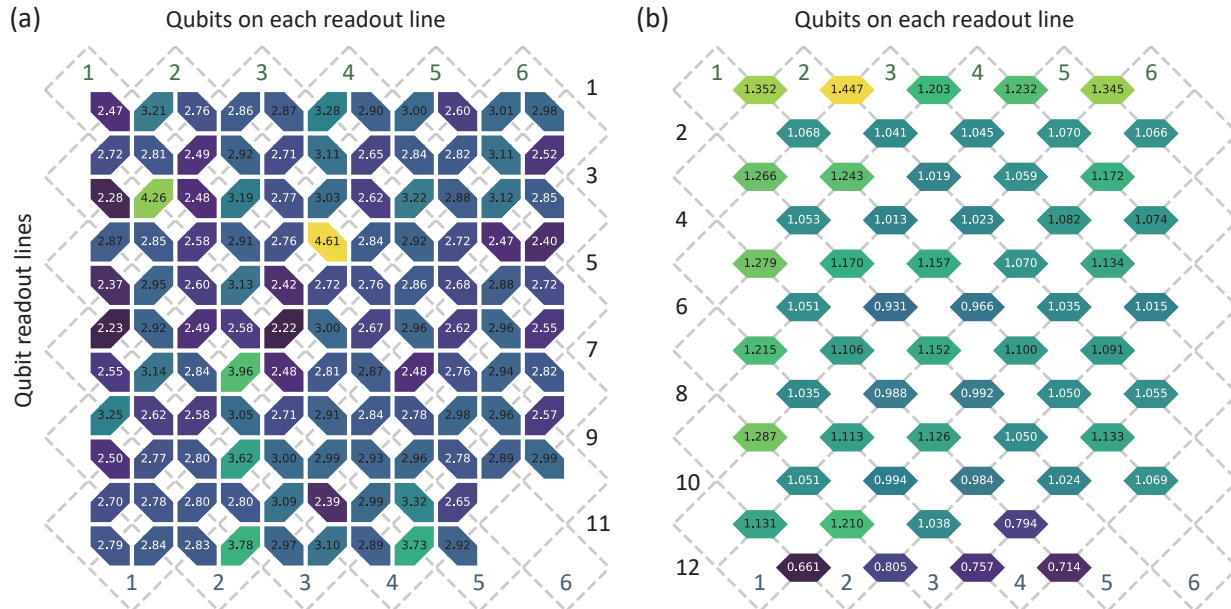 (a) Qubits on each readout line
1 2 3 4 5 6
1
2.47 3.21 2.76 2.86 2.87 3.28 2.90 3.00 2.60 3.01 2.98
2.72 2.81 2.49 2.92 2.71 3.11 2.65 2.84 2.82 3.11 2.52
3
2.28 4.26 2.48 3.19 2.77 3.03 2.62 3.22 2.88 3.12 2.85
2.87 2.85 2.58 2.91 2.76 4.61 2.84 2.92 2.72 2.47 2.40
5
2.37 2.95 2.60 3.13 2.42 2.72 2.76 2.86 2.68 2.88 2.72
2.23 2.92 2.49 2.58 2.22 3.00 2.67 2.96 2.62 2.96 2.55
7
2.55 3.14 2.84 3.96 2.48 2.81 2.87 2.48 2.76 2.94 2.82
3.25 2.62 2.58 3.05 2.71 2.91 2.84 2.78 2.98 2.96 2.57
9
2.50 2.77 2.80 3.62 3.00 2.99 2.93 2.96 2.78 2.89 2.99
2.70 2.78 2.80 2.80 3.09 2.39 2.99 3.32 2.65
11
2.79 2.84 2.83 3.78 2.97 3.10 2.89 3.73 2.92
1 2 3 4 5 6
Qubit readout lines
(b) Qubits on each readout line
1 2 3 4 5 6
1.352 1.447 1.203 1.232 1.345
2 1.068 1.041 1.045 1.070 1.066
1.266 1.243 1.019 1.059 1.172
4 1.053 1.013 1.023 1.082 1.074
1.279 1.170 1.157 1.070 1.134
6 1.051 0.931 0.966 1.035 1.015
1.215 1.106 1.152 1.100 1.091
8 1.035 0.988 0.992 1.050 1.055
1.287 1.113 1.126 1.050 1.133
10 1.051 0.994 0.984 1.024 1.069
1.131 1.210 1.038 0.794
12 0.661 0.805 0.757 0.714
1 2 3 4 5 6